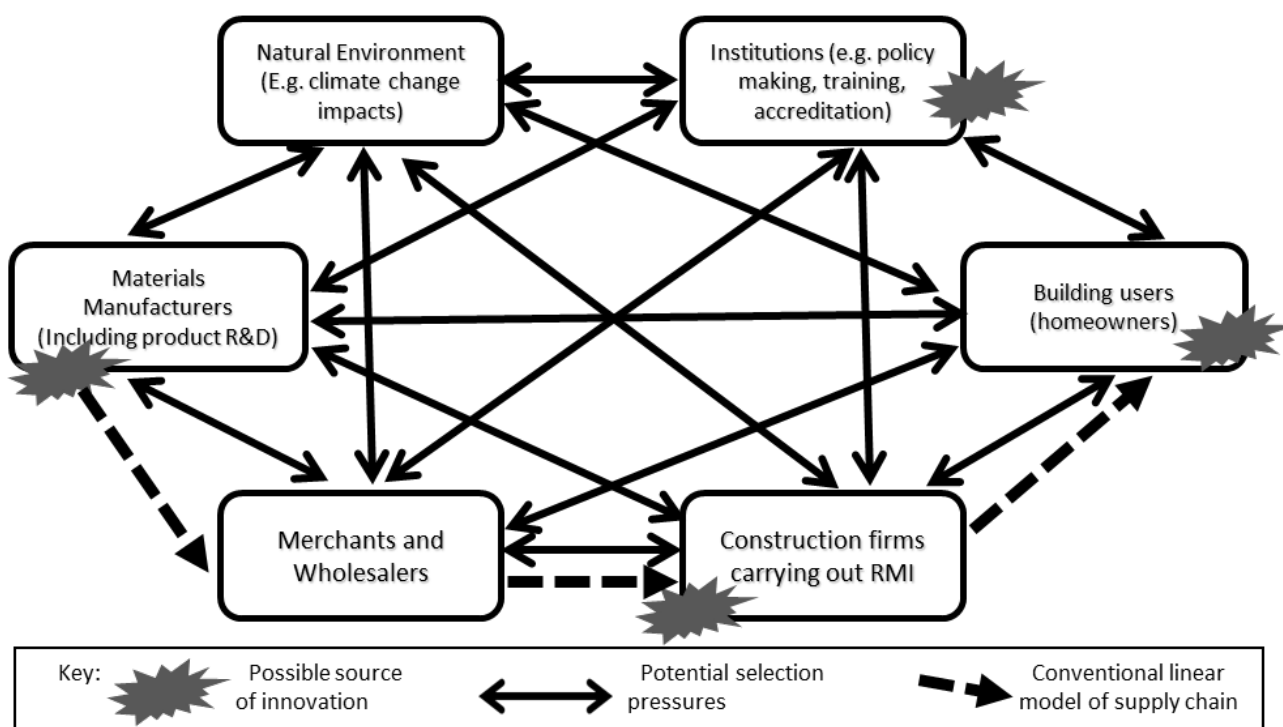 Natural Environment
(E.g. climate change
impacts)
Institutions (e.g. policy
making, training,
accreditation)
Materials
Manufacturers
(Including product R&D)
Building users
(homeowners)
Merchants and
Wholesalers
Construction firms
carrying out RMI
Key:
Possible source
of innovation
Potential selection
pressures
Conventional linear
model of supply chain